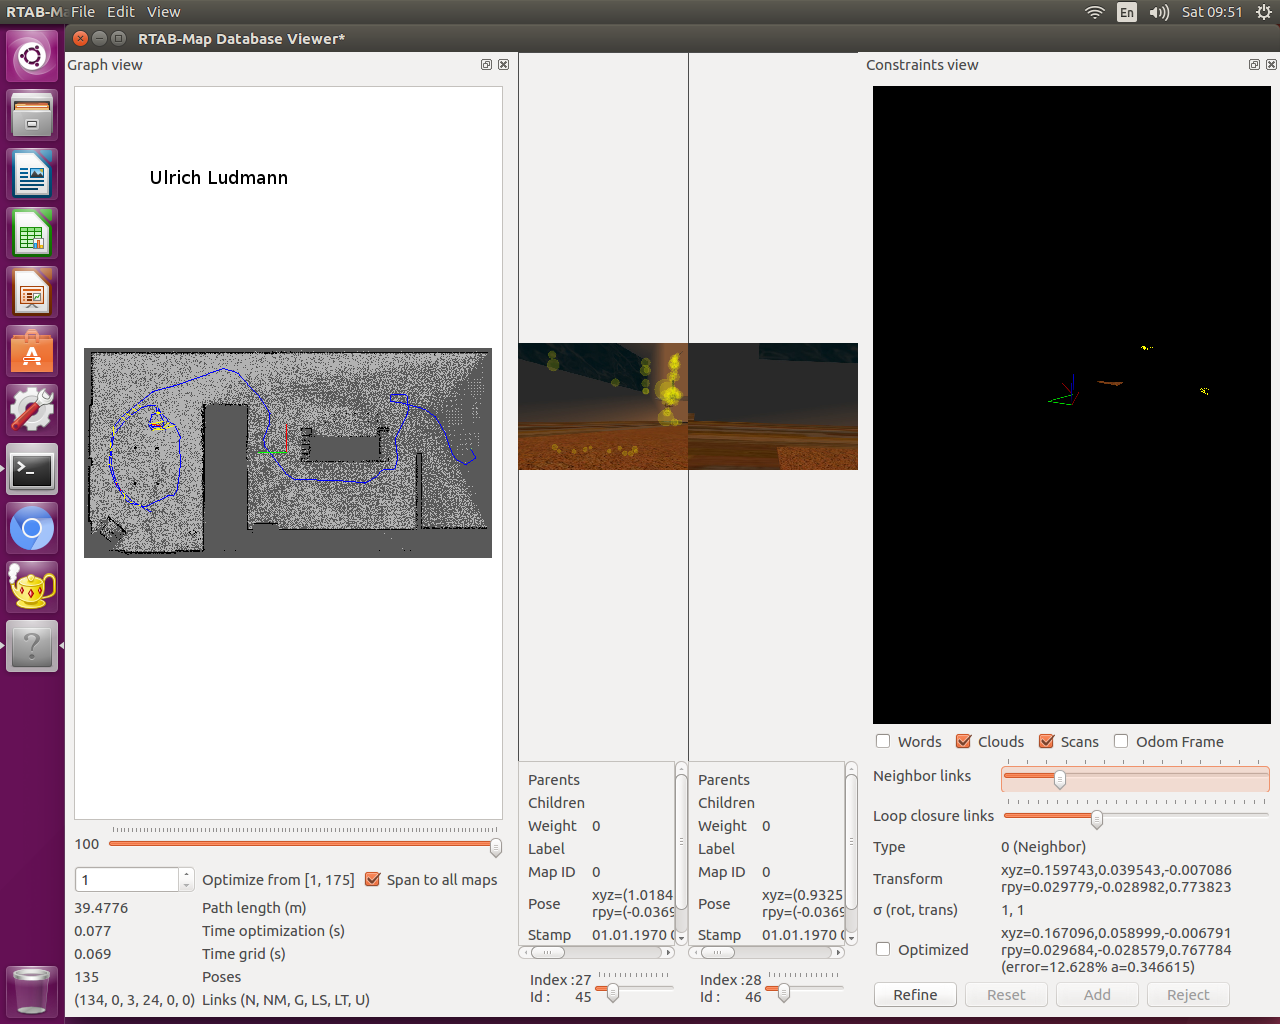 RTAB-Ma File Edit View En Sat 09:51
RTAB-Map Database Viewer*
Graph view
Constraints view
Ulrich Ludmann
100
1 Optimize from [1, 175] Span to all maps
39.4776 Path length (m)
0.077 Time optimization (s)
0.069 Time grid (s)
135 Poses
(134, 0, 3, 24, 0, 0) Links (N, NM, G, LS, LT, U)
Parents
Children
Weight 0
Label
Map ID 0
Pose xyz=(1.0184
rpy=(-0.0369
Stamp 01.01.1970 0
Index :27
Id : 45
Parents
Children
Weight 0
Label
Map ID 0
Pose xyz=(0.9325
rpy=(-0.0369
Stamp 01.01.1970 0
Index :28
Id : 46
Words Clouds Scans Odom Frame
Neighbor links
Loop closure links
Type 0 (Neighbor)
Transform xyz=0.159743,0.039543,-0.007086
rpy=0.029779,-0.028982,0.773823
σ (rot, trans) 1, 1
Optimized xyz=0.167096,0.058999,-0.006791
rpy=0.029684,-0.028579,0.767784
(error=12.628% a=0.346615)
Refine Reset Add Reject